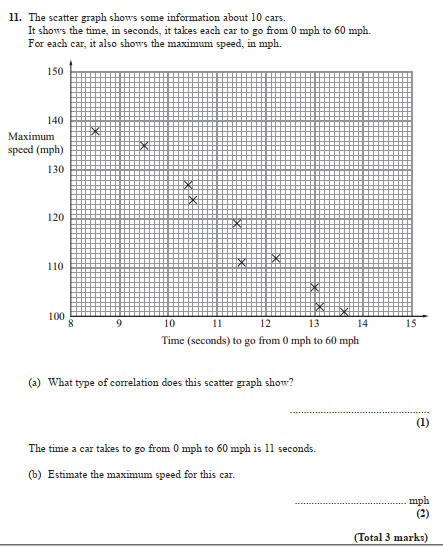 11. The scatter graph shows some information about 10 cars.
It shows the time, in seconds, it takes each car to go from 0 mph to 60 mph.
For each car, it also shows the maximum speed, in mph.
150
140
Maximum
speed (mph)
130
120
110
100
8 9 10 11 12 13 14 15
Time (seconds) to go from 0 mph to 60 mph
(a) What type of correlation does this scatter graph show?
..................................................
(1)
The time a car takes to go from 0 mph to 60 mph is 11 seconds.
(b) Estimate the maximum speed for this car.
........................................ mph
(2)
(Total 3 marks)